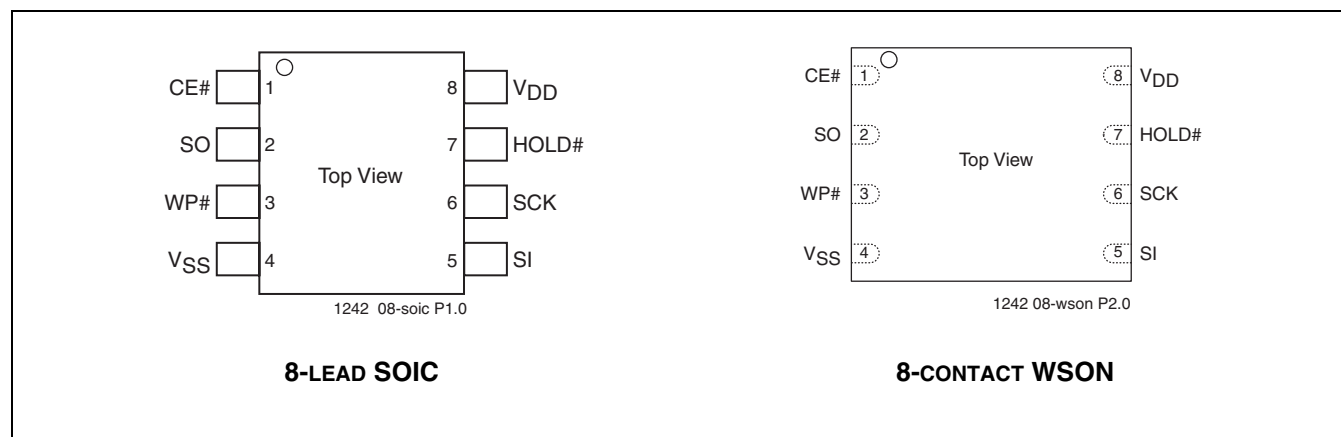 CE# 1 8 VDD
SO 2 7 HOLD#
Top View
WP# 3 6 SCK
VSS 4 5 SI
1242 08-soic P1.0
8-LEAD SOIC
CE# 1 8 VDD
SO 2 7 HOLD#
Top View
WP# 3 6 SCK
VSS 4 5 SI
1242 08-wson P2.0
8-CONTACT WSON